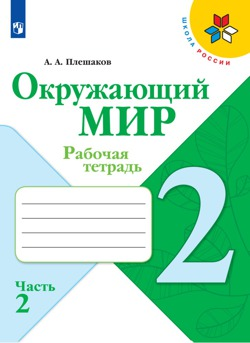 А. А. Плешаков
ШКОЛА РОССИИ
Окружающий
МИР
Рабочая
тетрадь
2
Часть
2